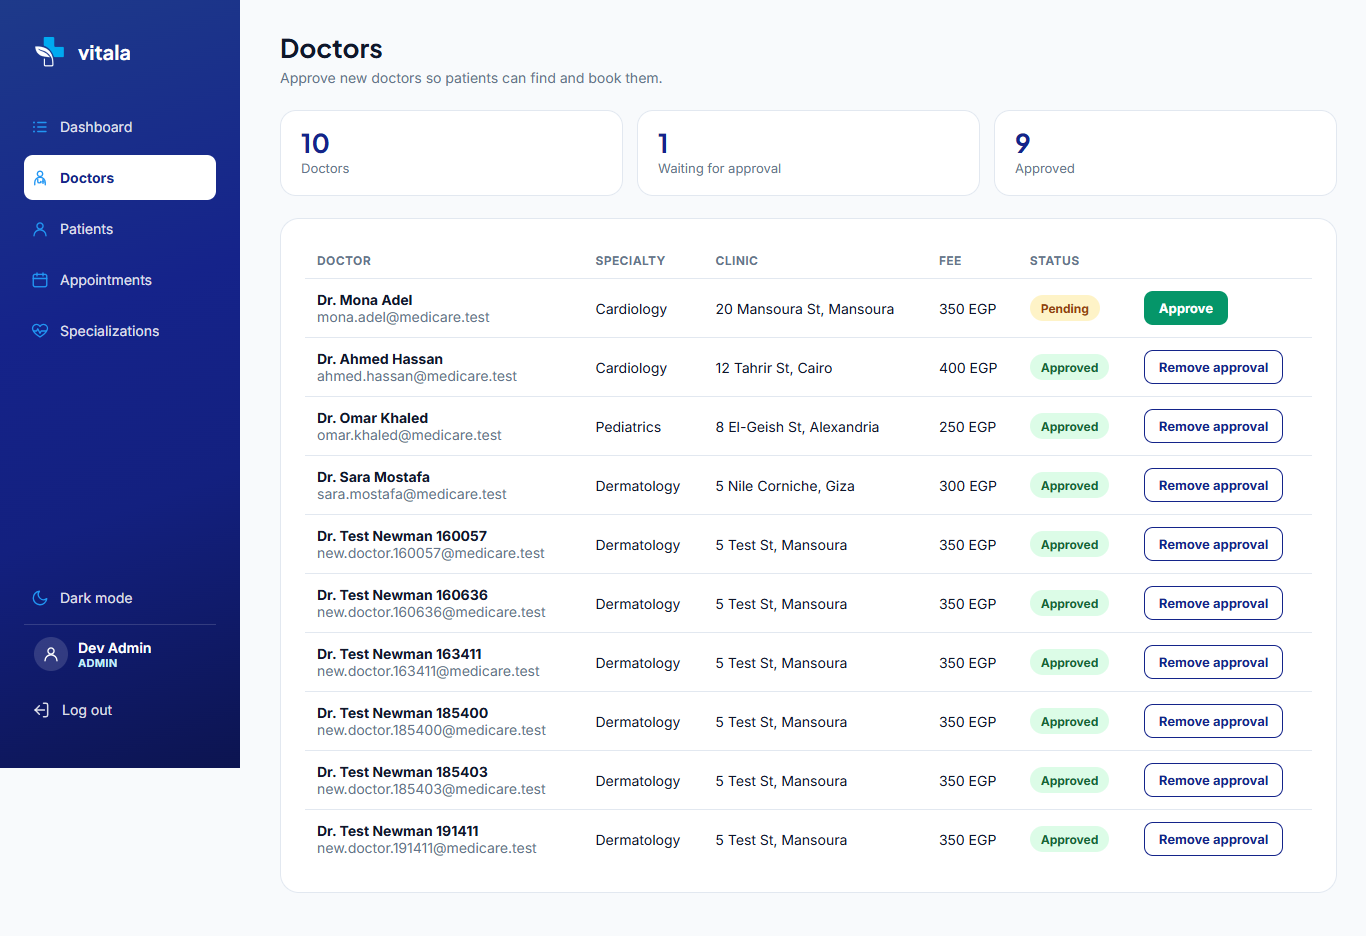 vitala
Dashboard
Doctors
Patients
Appointments
Specializations
Dark mode
Dev Admin
ADMIN
Log out
Doctors
Approve new doctors so patients can find and book them.
10
Doctors
1
Waiting for approval
9
Approved
DOCTOR SPECIALTY CLINIC FEE STATUS
Dr. Mona Adel
mona.adel@medicare.test
Cardiology 20 Mansoura St, Mansoura 350 EGP Pending Approve
Dr. Ahmed Hassan
ahmed.hassan@medicare.test
Cardiology 12 Tahrir St, Cairo 400 EGP Approved Remove approval
Dr. Omar Khaled
omar.khaled@medicare.test
Pediatrics 8 El-Geish St, Alexandria 250 EGP Approved Remove approval
Dr. Sara Mostafa
sara.mostafa@medicare.test
Dermatology 5 Nile Corniche, Giza 300 EGP Approved Remove approval
Dr. Test Newman 160057
new.doctor.160057@medicare.test
Dermatology 5 Test St, Mansoura 350 EGP Approved Remove approval
Dr. Test Newman 160636
new.doctor.160636@medicare.test
Dermatology 5 Test St, Mansoura 350 EGP Approved Remove approval
Dr. Test Newman 163411
new.doctor.163411@medicare.test
Dermatology 5 Test St, Mansoura 350 EGP Approved Remove approval
Dr. Test Newman 185400
new.doctor.185400@medicare.test
Dermatology 5 Test St, Mansoura 350 EGP Approved Remove approval
Dr. Test Newman 185403
new.doctor.185403@medicare.test
Dermatology 5 Test St, Mansoura 350 EGP Approved Remove approval
Dr. Test Newman 191411
new.doctor.191411@medicare.test
Dermatology 5 Test St, Mansoura 350 EGP Approved Remove approval